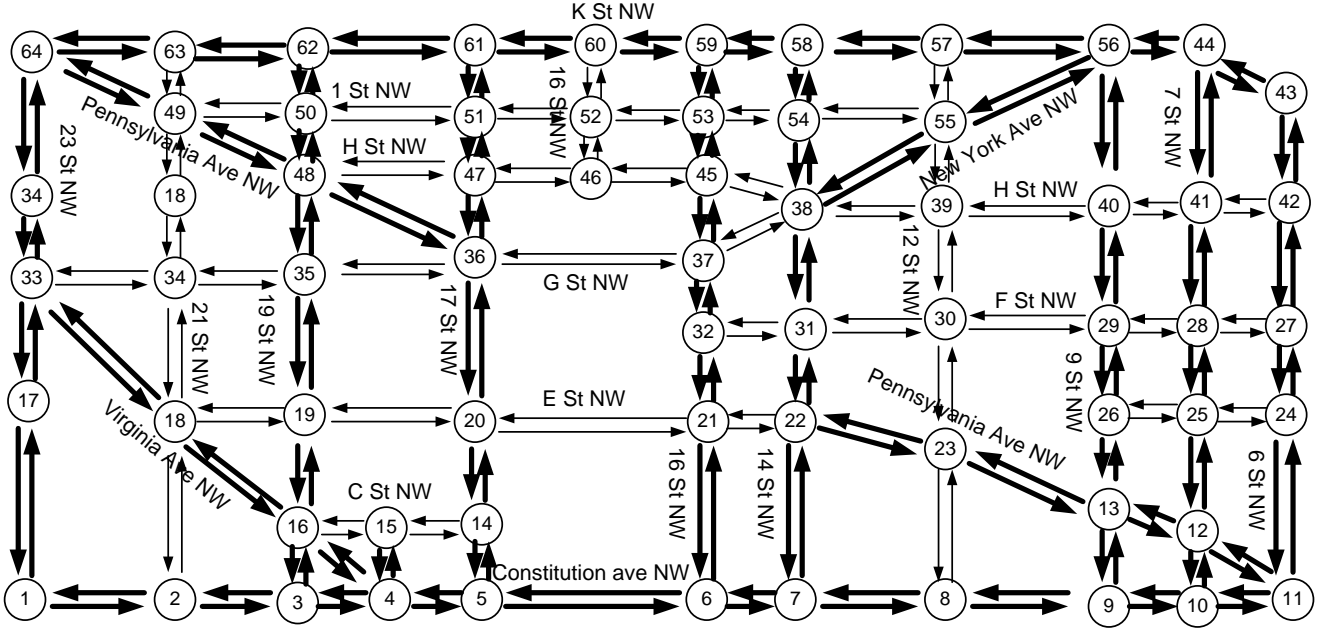 K St NW
64 63 62 61 60 59 58 57 56 44
43
16 St NW
1 St NW
7 St NW
49 50 51 52 53 54 55
Pennsylvania Ave NW
New York Ave NW
H St NW
48 47 46 45
23 St NW
34 18 38 39 40 41 42
H St NW
12 St NW
33 34 35 36 37
G St NW
21 St NW
19 St NW
17 St NW
F St NW
32 31 30 29 28 27
9 St NW
Pennsylvania Ave NW
E St NW
17 18 19 20 21 22 26 25 24
23
Virginia Ave NW
16 St NW
14 St NW
6 St NW
C St NW
16 15 14 13 12
Constitution ave NW
1 2 3 4 5 6 7 8 9 10 11